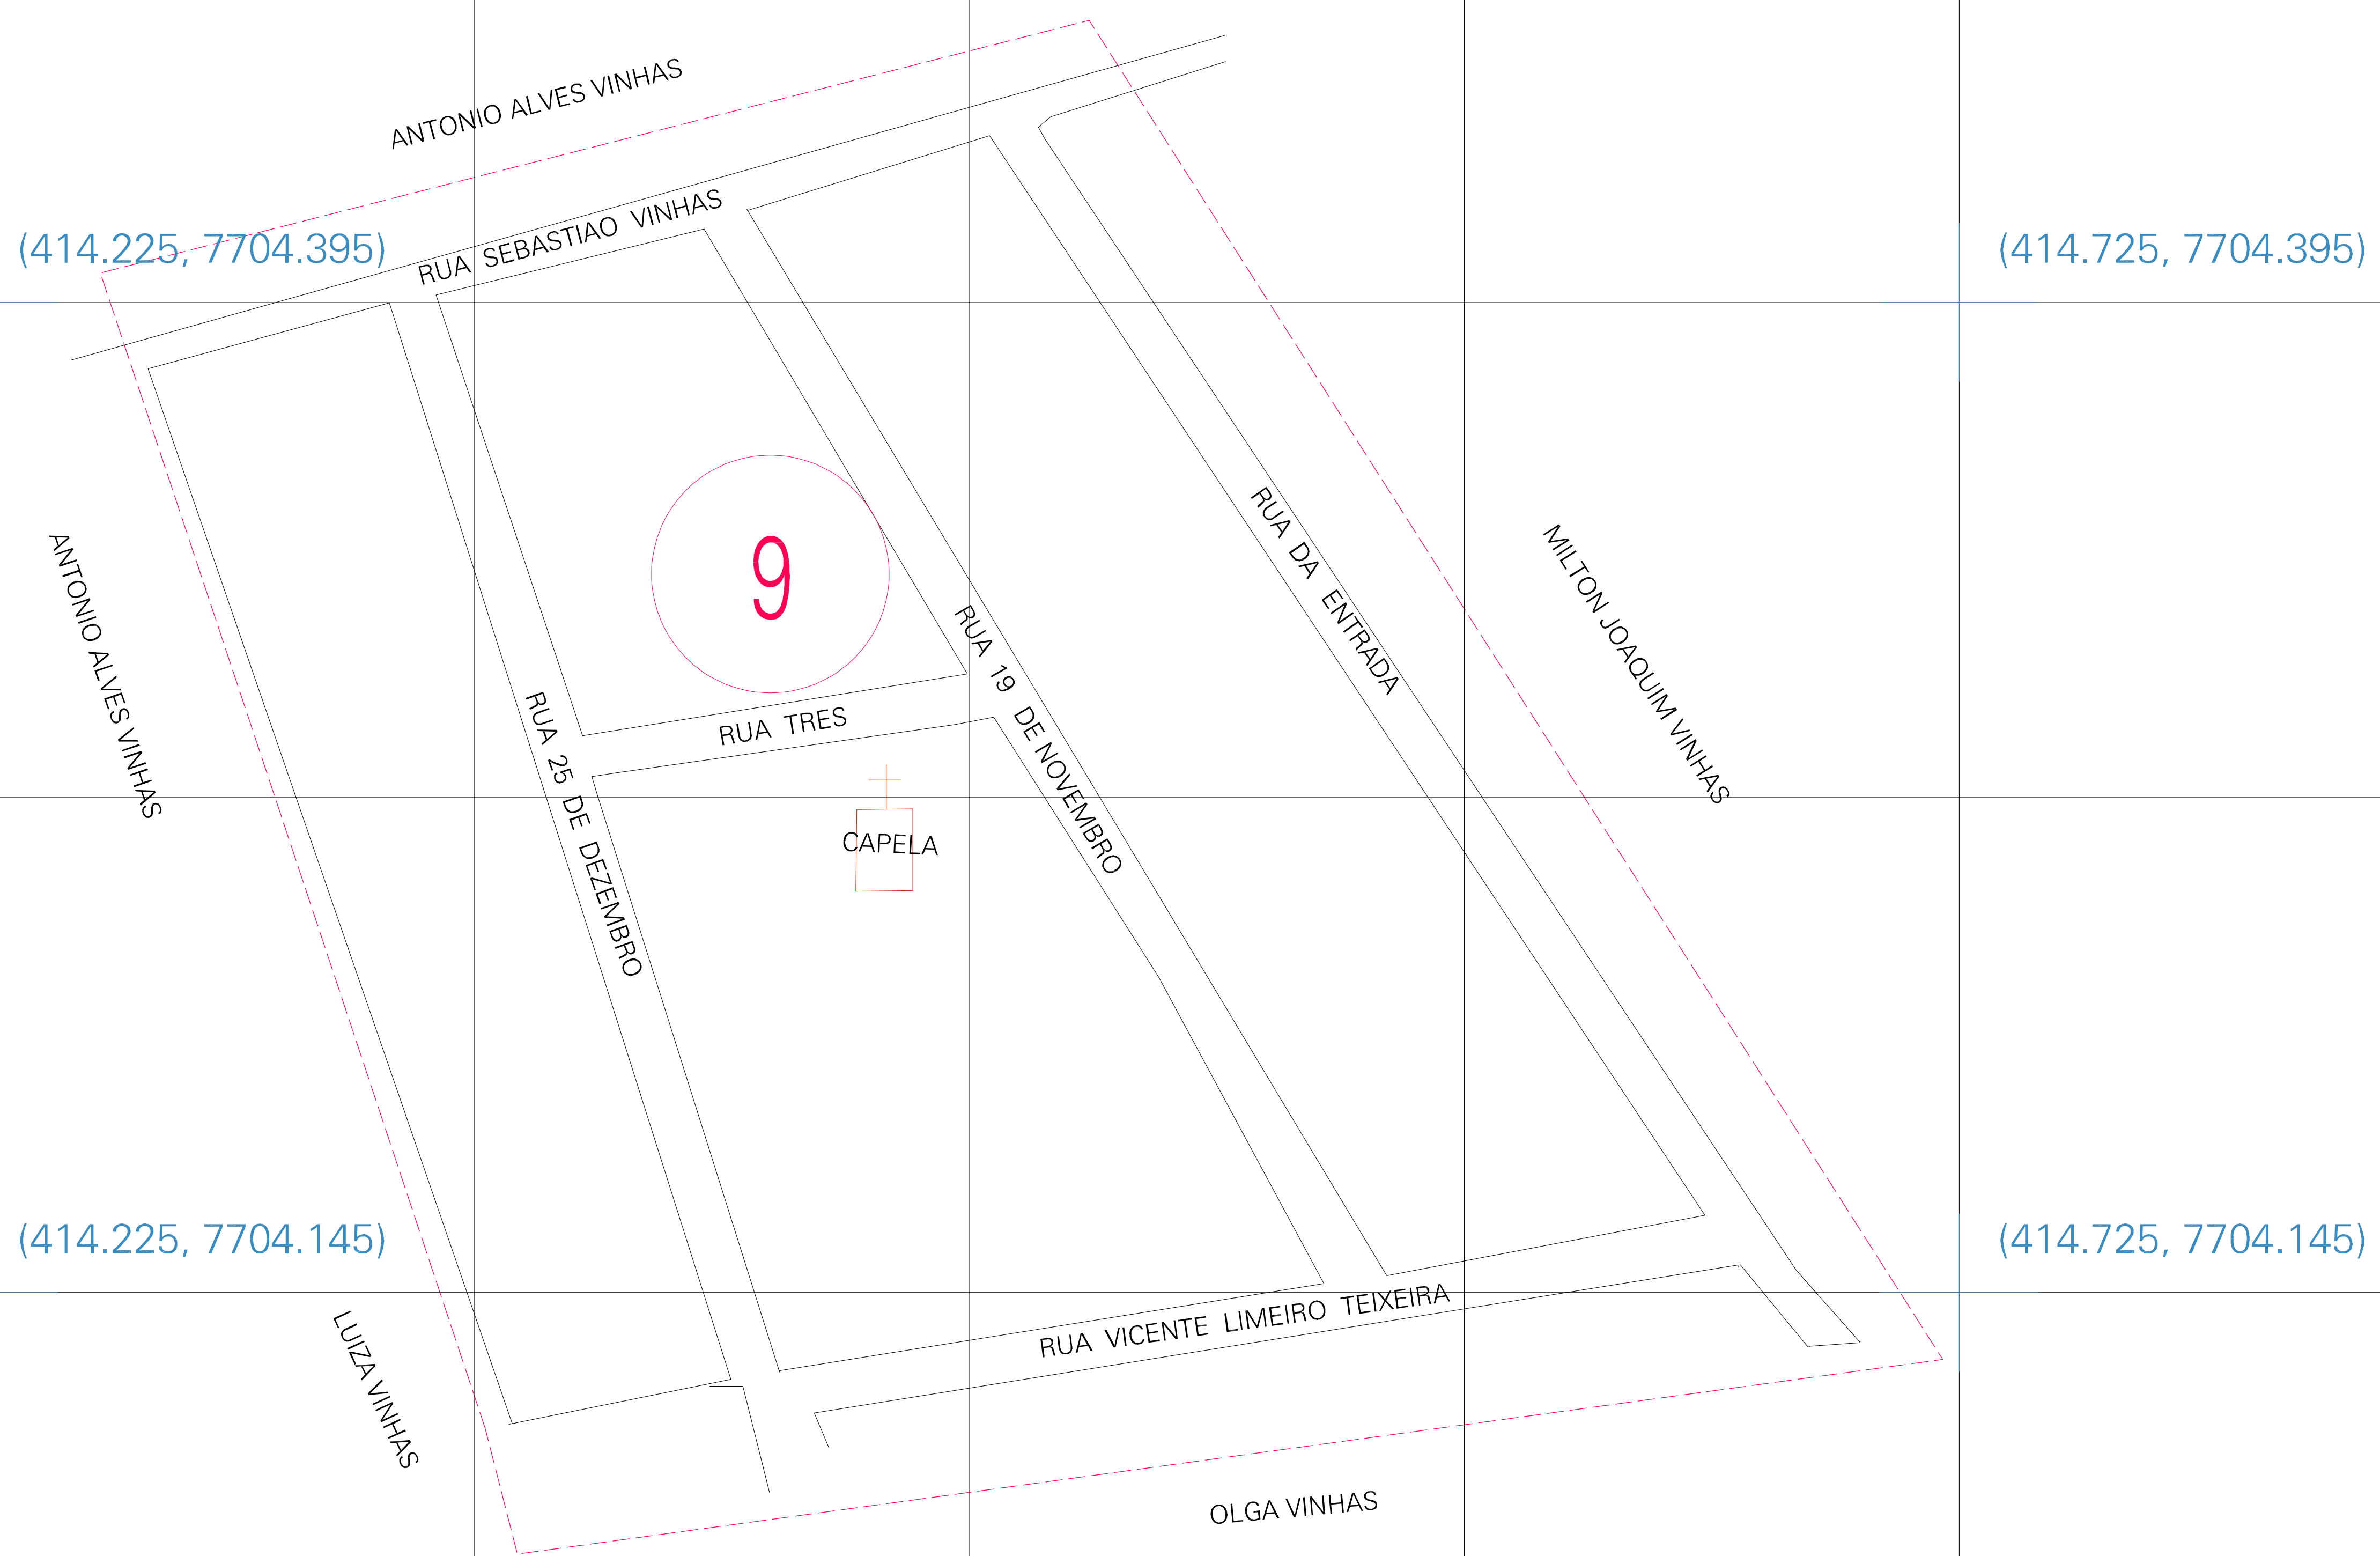 ANTONIO ALVES VINHAS
RUA SEBASTIAO VINHAS
(414.225, 7704.395)
(414.725, 7704.395)
9
RUA DA ENTRADA
MILTON JOAQUIM VINHAS
ANTONIO ALVES VINHAS
RUA 19 DE NOVEMBRO
RUA TRES
RUA 25 DE DEZEMBRO
CAPELA
(414.225, 7704.145)
(414.725, 7704.145)
RUA VICENTE LIMEIRO TEIXEIRA
LUIZA VINHAS
OLGA VINHAS